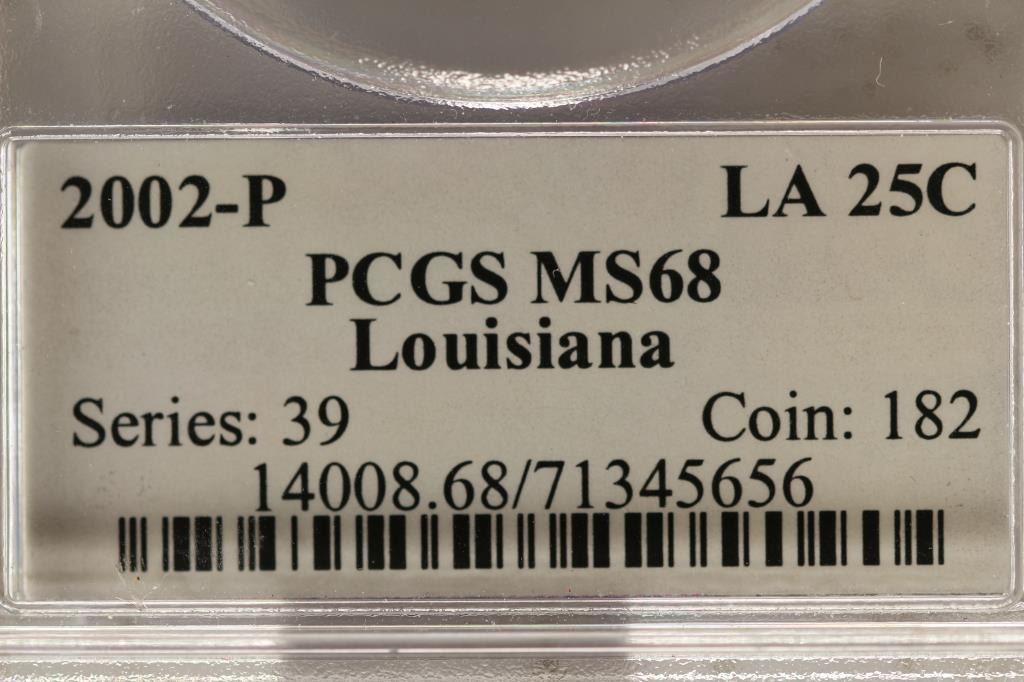 2002-P LA 25C
PCGS MS68
Louisiana
Series: 39 Coin: 182
14008.68/71345656